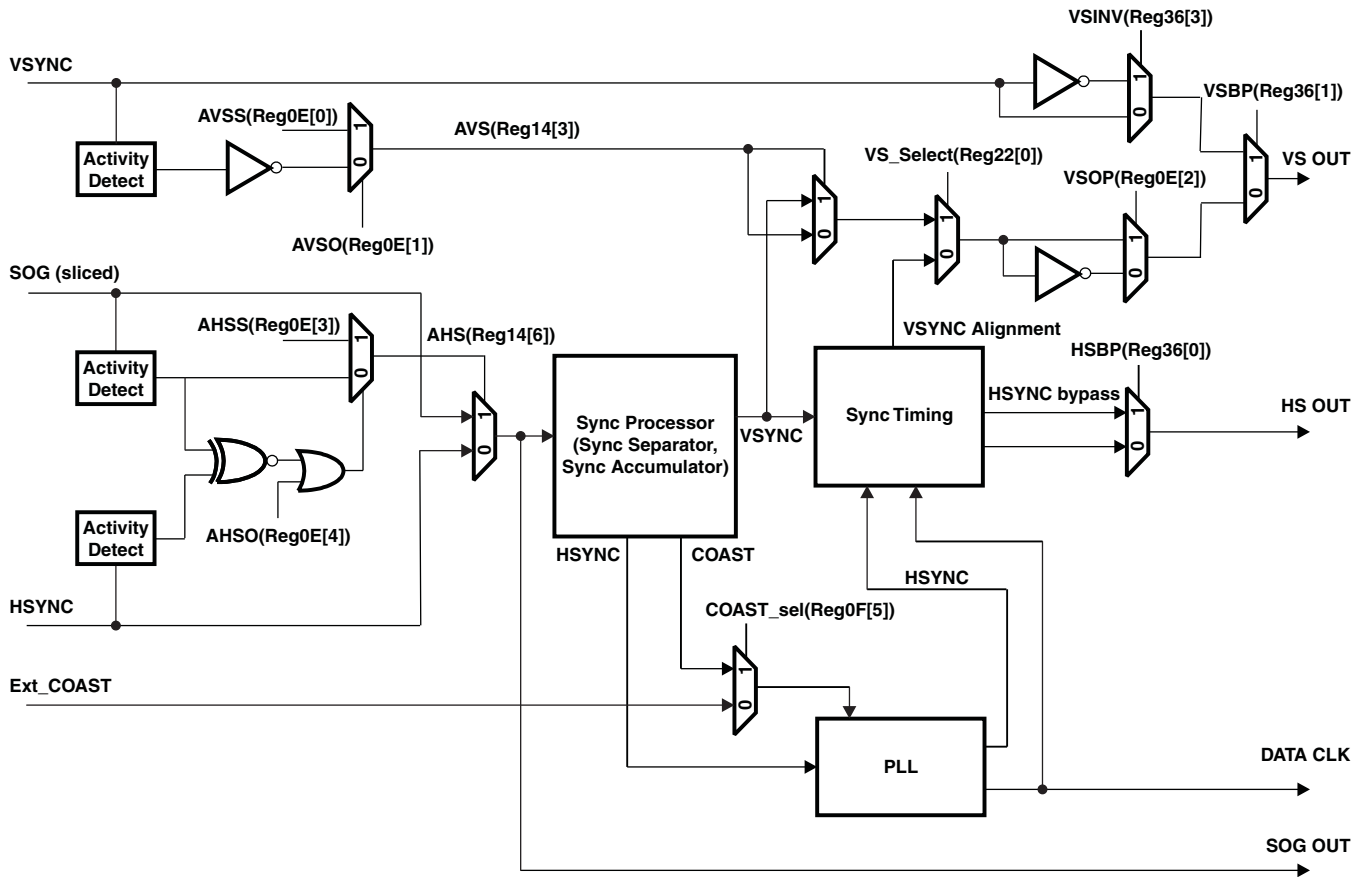 VSINV(Reg36[3])
VSYNC
1
0
VSBP(Reg36[1])
AVSS(Reg0E[0])
AVS(Reg14[3])
1
0
Activity
Detect
VS_Select(Reg22[0])
1
0
VS OUT
VSOP(Reg0E[2])
1
0
1
0
1
0
AVSO(Reg0E[1])
SOG (sliced)
AHSS(Reg0E[3])
1
0
AHS(Reg14[6])
VSYNC Alignment
HSBP(Reg36[0])
Activity
Detect
1
0
Sync Processor
(Sync Separator,
Sync Accumulator)
VSYNC
Sync Timing
HSYNC bypass
1
0
HS OUT
Activity
Detect
AHSO(Reg0E[4])
HSYNC
COAST
HSYNC
HSYNC
COAST_sel(Reg0F[5])
Ext_COAST
1
0
PLL
DATA CLK
SOG OUT